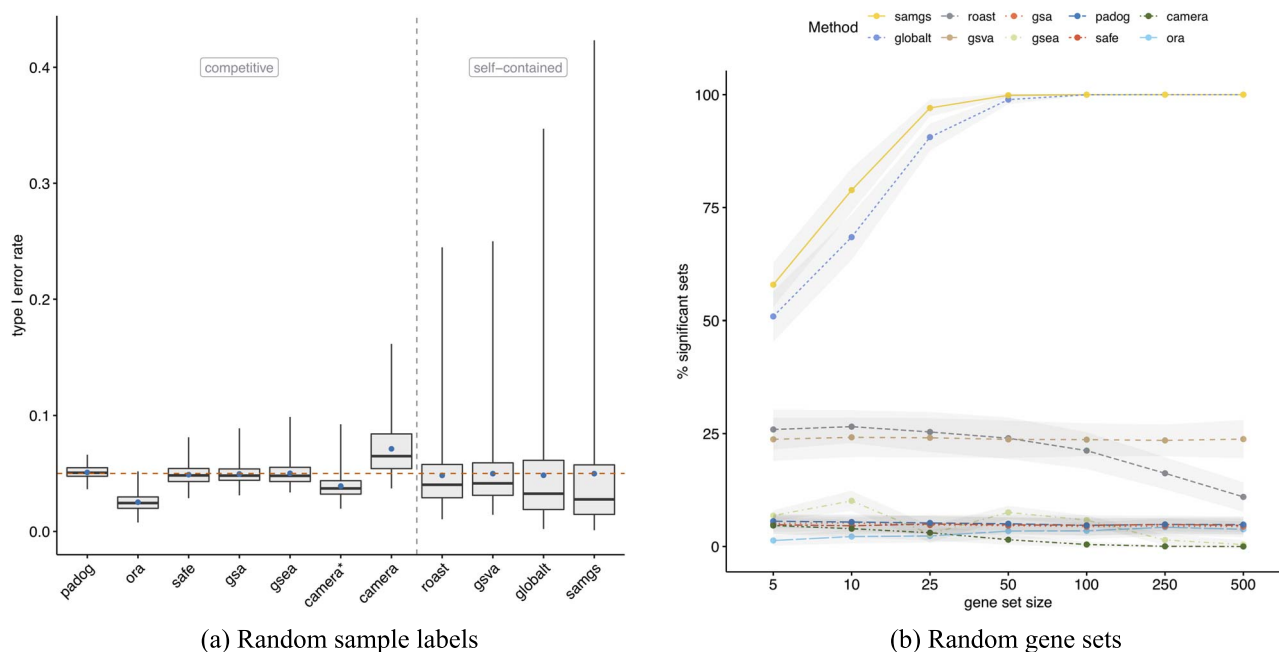 competitive
self-contained
type I error rate
0.4
0.3
0.2
0.1
0.0
padog
ora
safe
gsa
gsea
camera*
camera
roast
gsva
globalt
samgs
(a) Random sample labels
Method
samgs
roast
gsa
padog
camera
globalt
gsva
gsea
safe
ora
% significant sets
100
75
50
25
0
5
10
25
50
100
250
500
gene set size
(b) Random gene sets